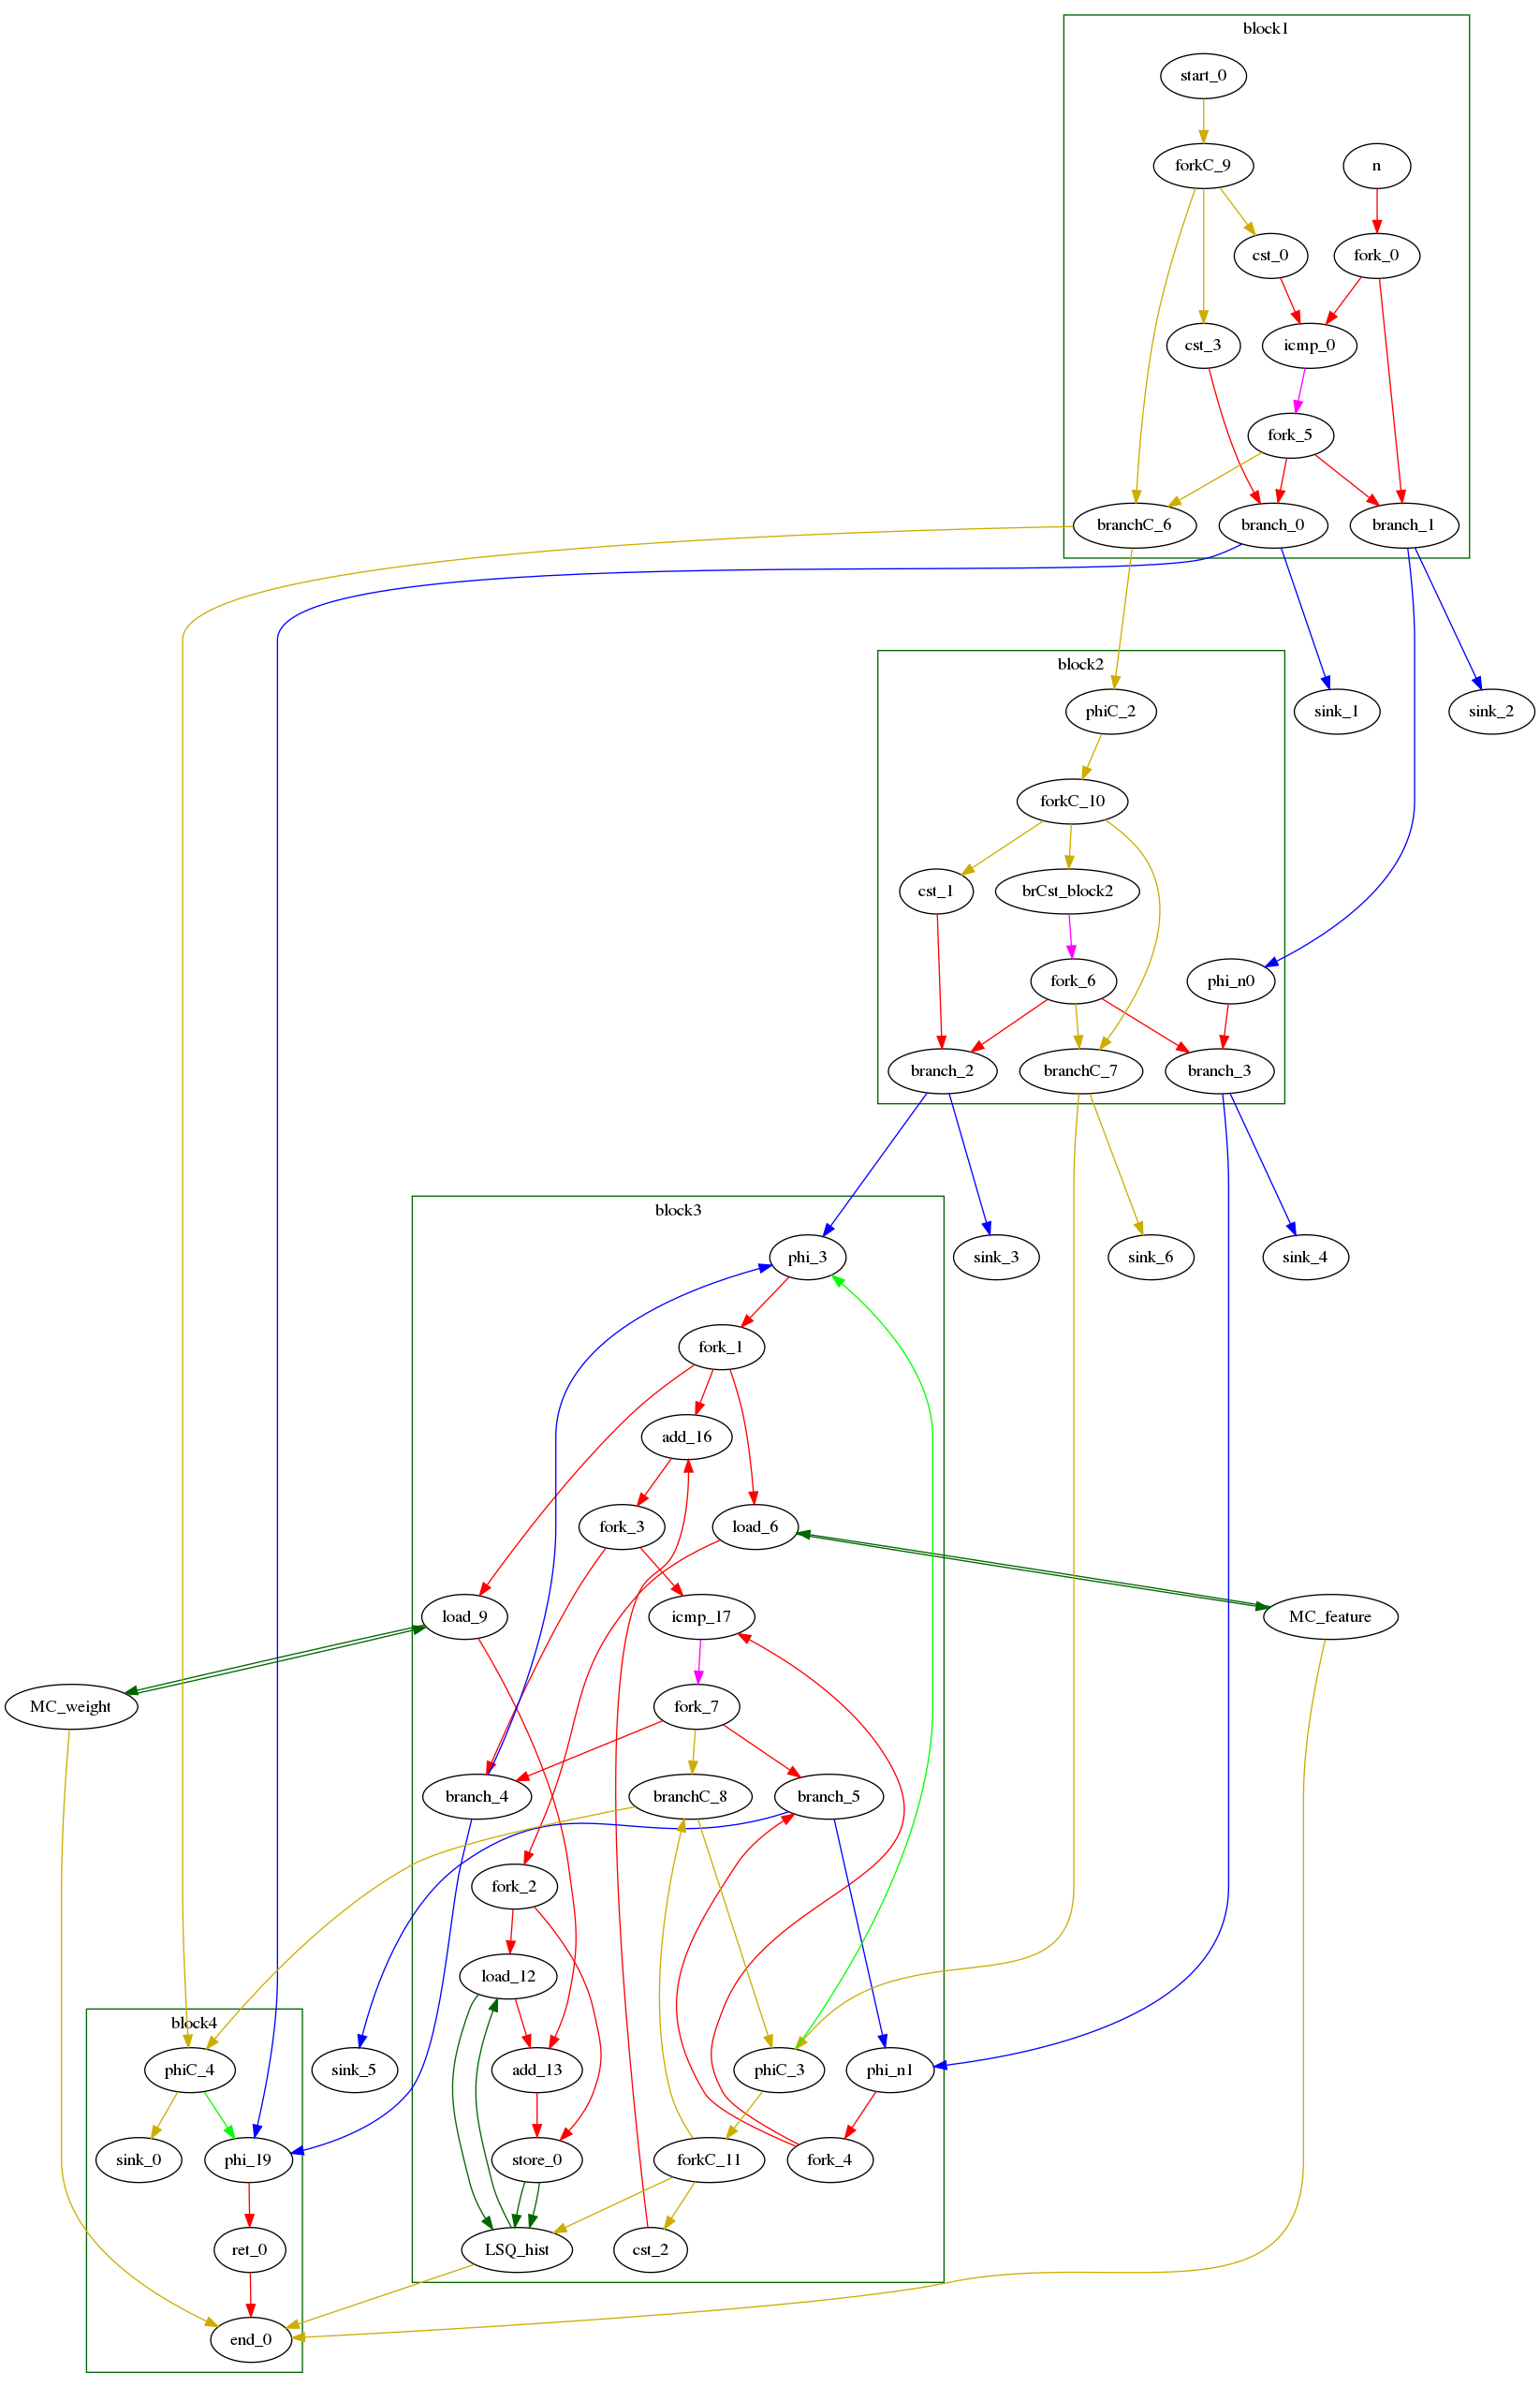 block1
start_0
forkC_9
n
cst_0
fork_0
cst_3
icmp_0
fork_5
branchC_6
branch_0
branch_1
block2
phiC_2
sink_1
sink_2
forkC_10
cst_1
brCst_block2
fork_6
phi_n0
branch_2
branchC_7
branch_3
block3
phi_3
sink_3
sink_6
sink_4
fork_1
add_16
fork_3
load_6
load_9
icmp_17
MC_feature
MC_weight
fork_7
branch_4
branchC_8
branch_5
fork_2
load_12
block4
phiC_4
sink_5
add_13
phiC_3
phi_n1
sink_0
phi_19
store_0
forkC_11
fork_4
ret_0
LSQ_hist
cst_2
end_0